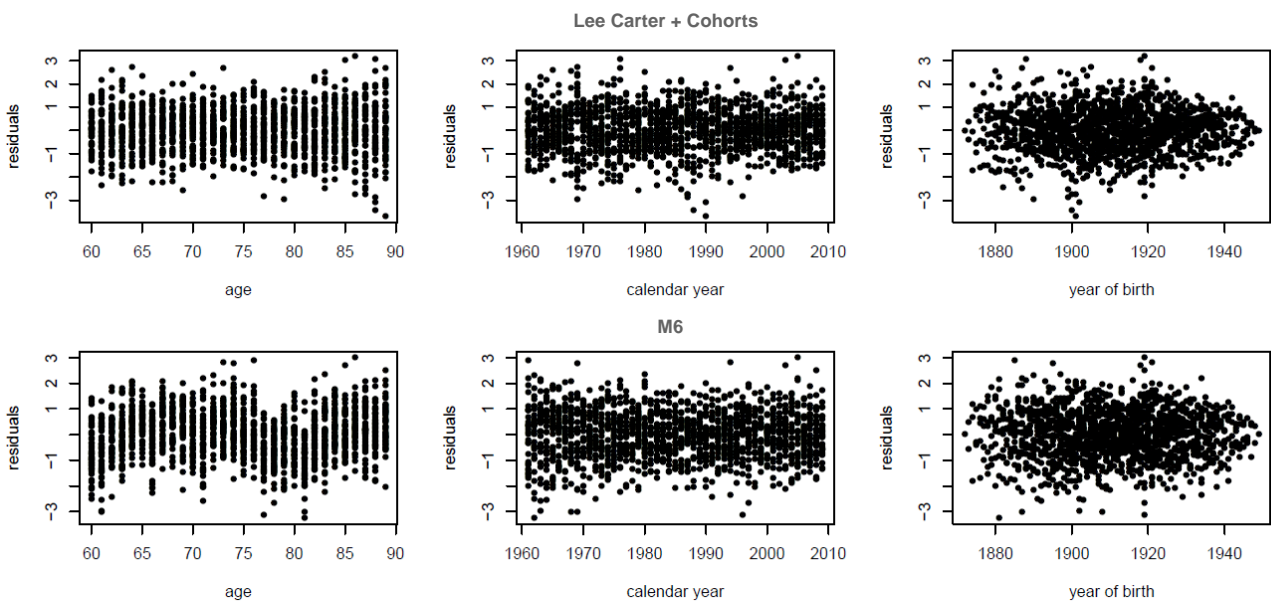 Lee Carter + Cohorts
residuals
3
2
1
−1
−3
60 65 70 75 80 85 90
age
residuals
3
2
1
−1
−3
1960 1970 1980 1990 2000 2010
calendar year
residuals
3
2
1
−1
−3
1880 1900 1920 1940
year of birth
M6
residuals
3
2
1
−1
−3
60 65 70 75 80 85 90
age
residuals
3
2
1
−1
−3
1960 1970 1980 1990 2000 2010
calendar year
residuals
3
2
1
−1
−3
1880 1900 1920 1940
year of birth